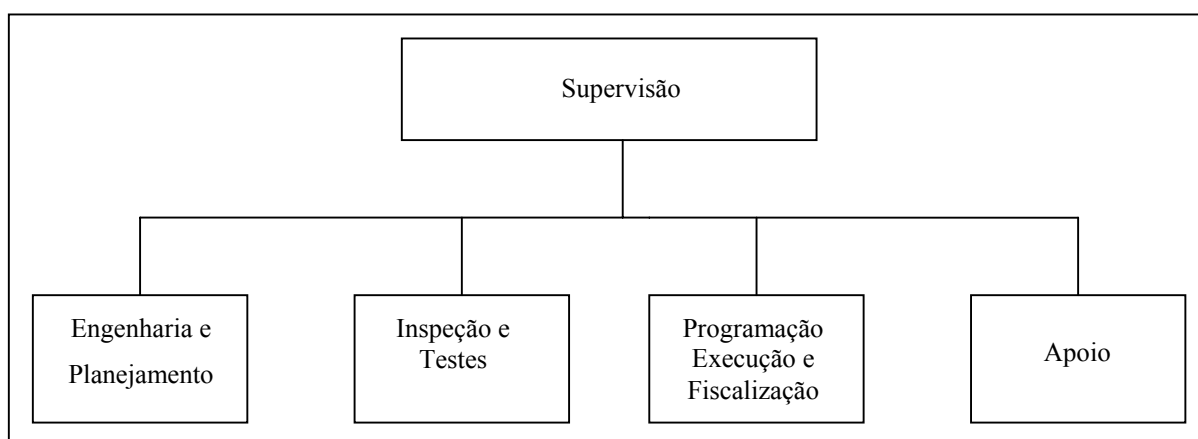 Supervisão
Engenharia e
Planejamento
Inspeção e
Testes
Programação
Execução e
Fiscalização
Apoio